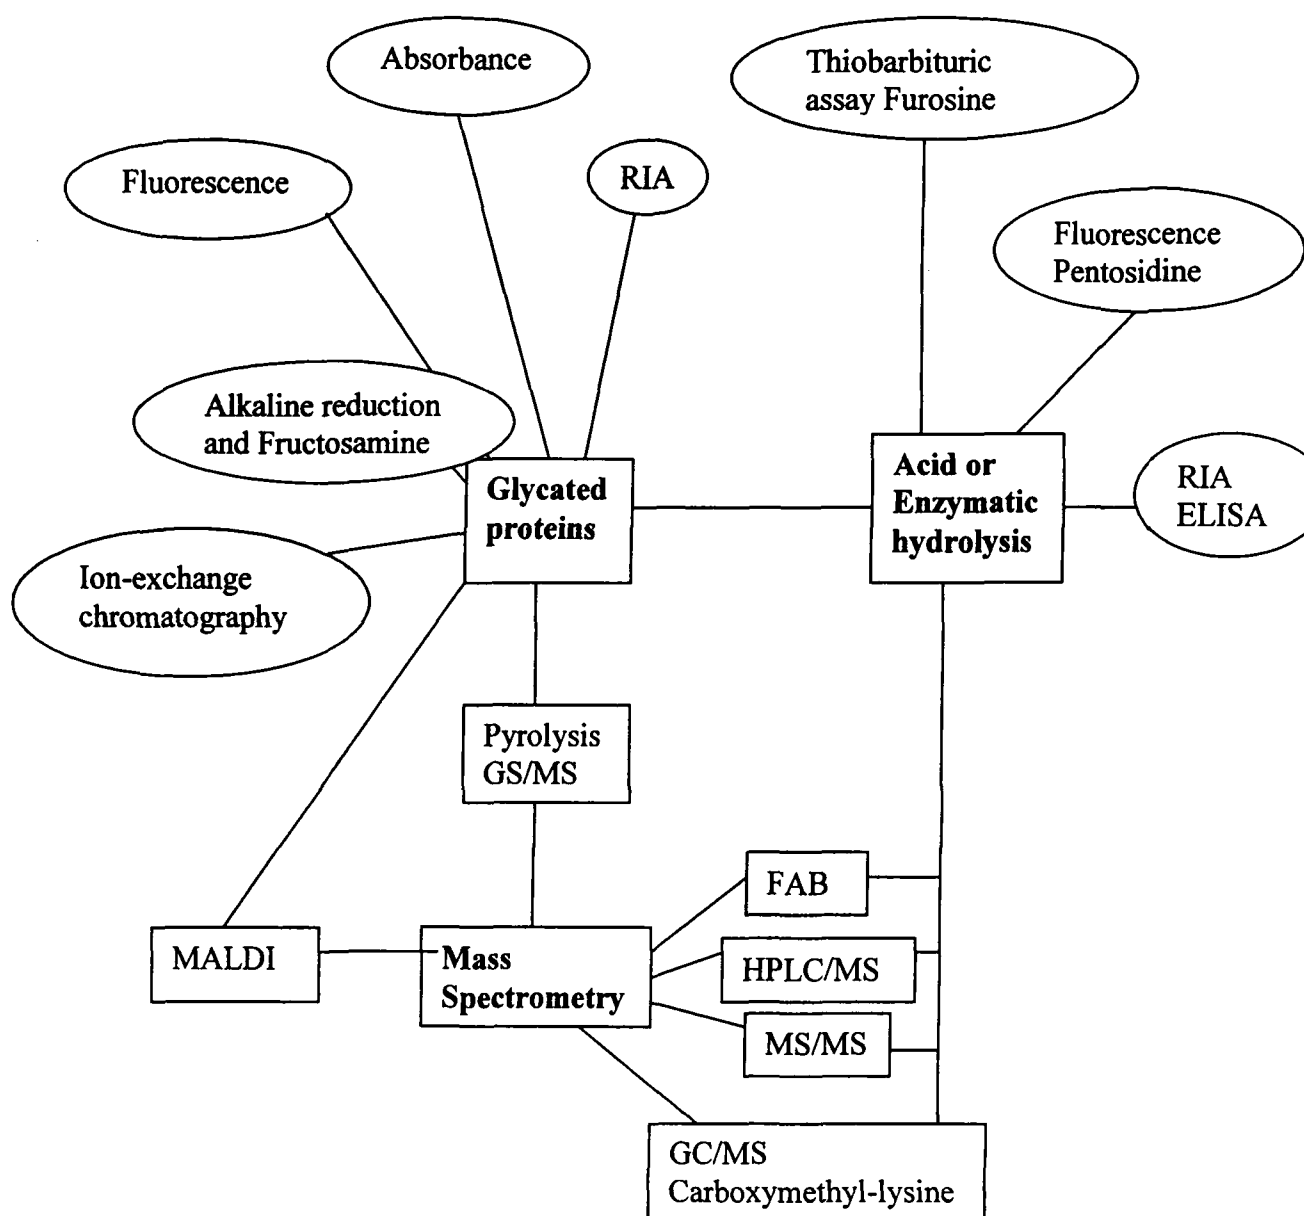 Absorbance
Thiobarbituric
assay Furosine
Fluorescence
RIA
Fluorescence
Pentosidine
Alkaline reduction
and Fructosamine
Glycated
proteins
Acid or
Enzymatic
hydrolysis
RIA
ELISA
Ion-exchange
chromatography
Pyrolysis
GS/MS
FAB
MALDI
Mass
Spectrometry
HPLC/MS
MS/MS
GC/MS
Carboxymethyl-lysine